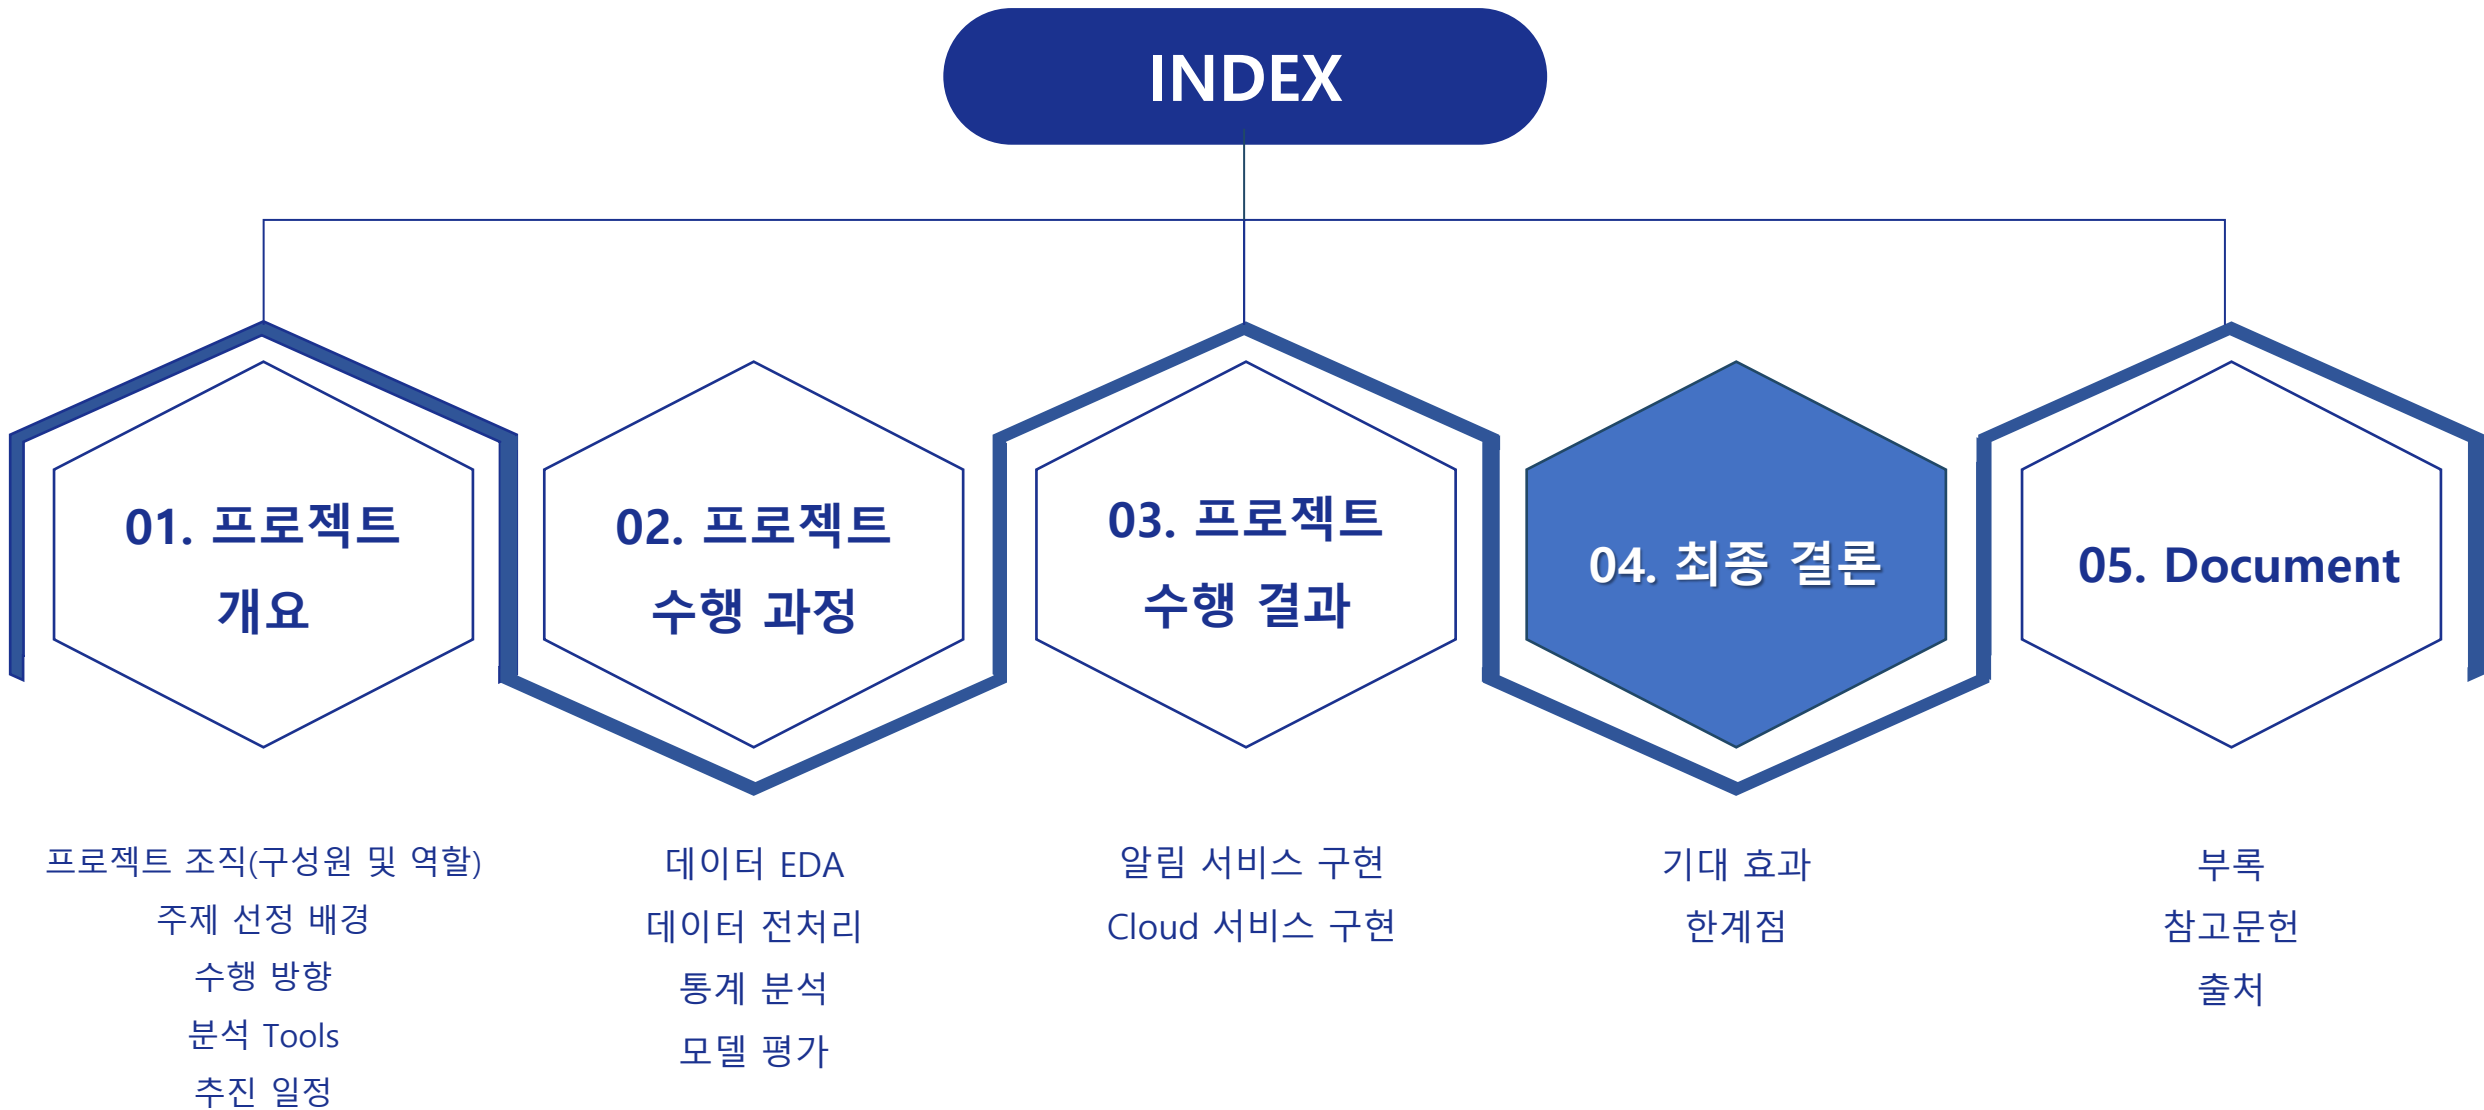 INDEX
01. 프로젝트
개요
02. 프로젝트
수행 과정
03. 프로젝트
수행 결과
04. 최종 결론
05. Document
프로젝트 조직(구성원 및 역할)
주제 선정 배경
수행 방향
분석 Tools
추진 일정
데이터 EDA
데이터 전처리
통계 분석
모델 평가
알림 서비스 구현
Cloud 서비스 구현
기대 효과
한계점
부록
참고문헌
출처